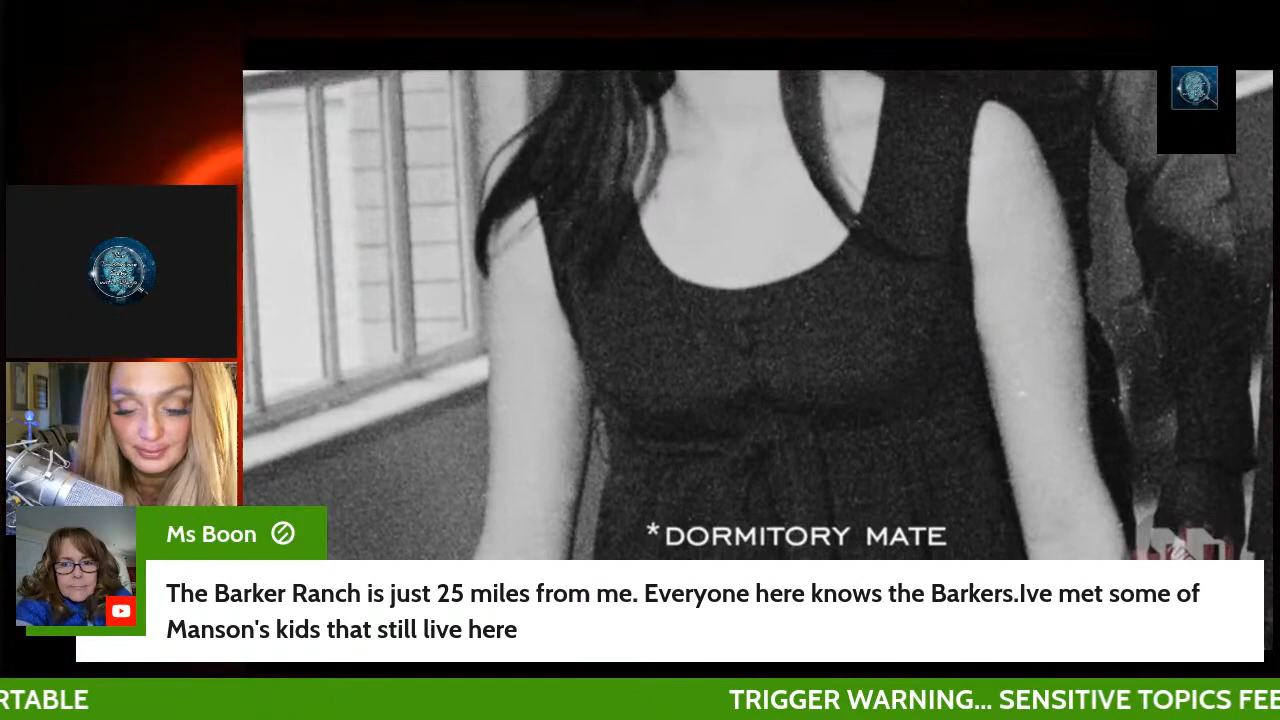 *DORMITORY MATE
Ms Boon
The Barker Ranch is just 25 miles from me. Everyone here knows the Barkers.Ive met some of
Manson's kids that still live here
RTABLE
TRIGGER WARNING... SENSITIVE TOPICS FEE